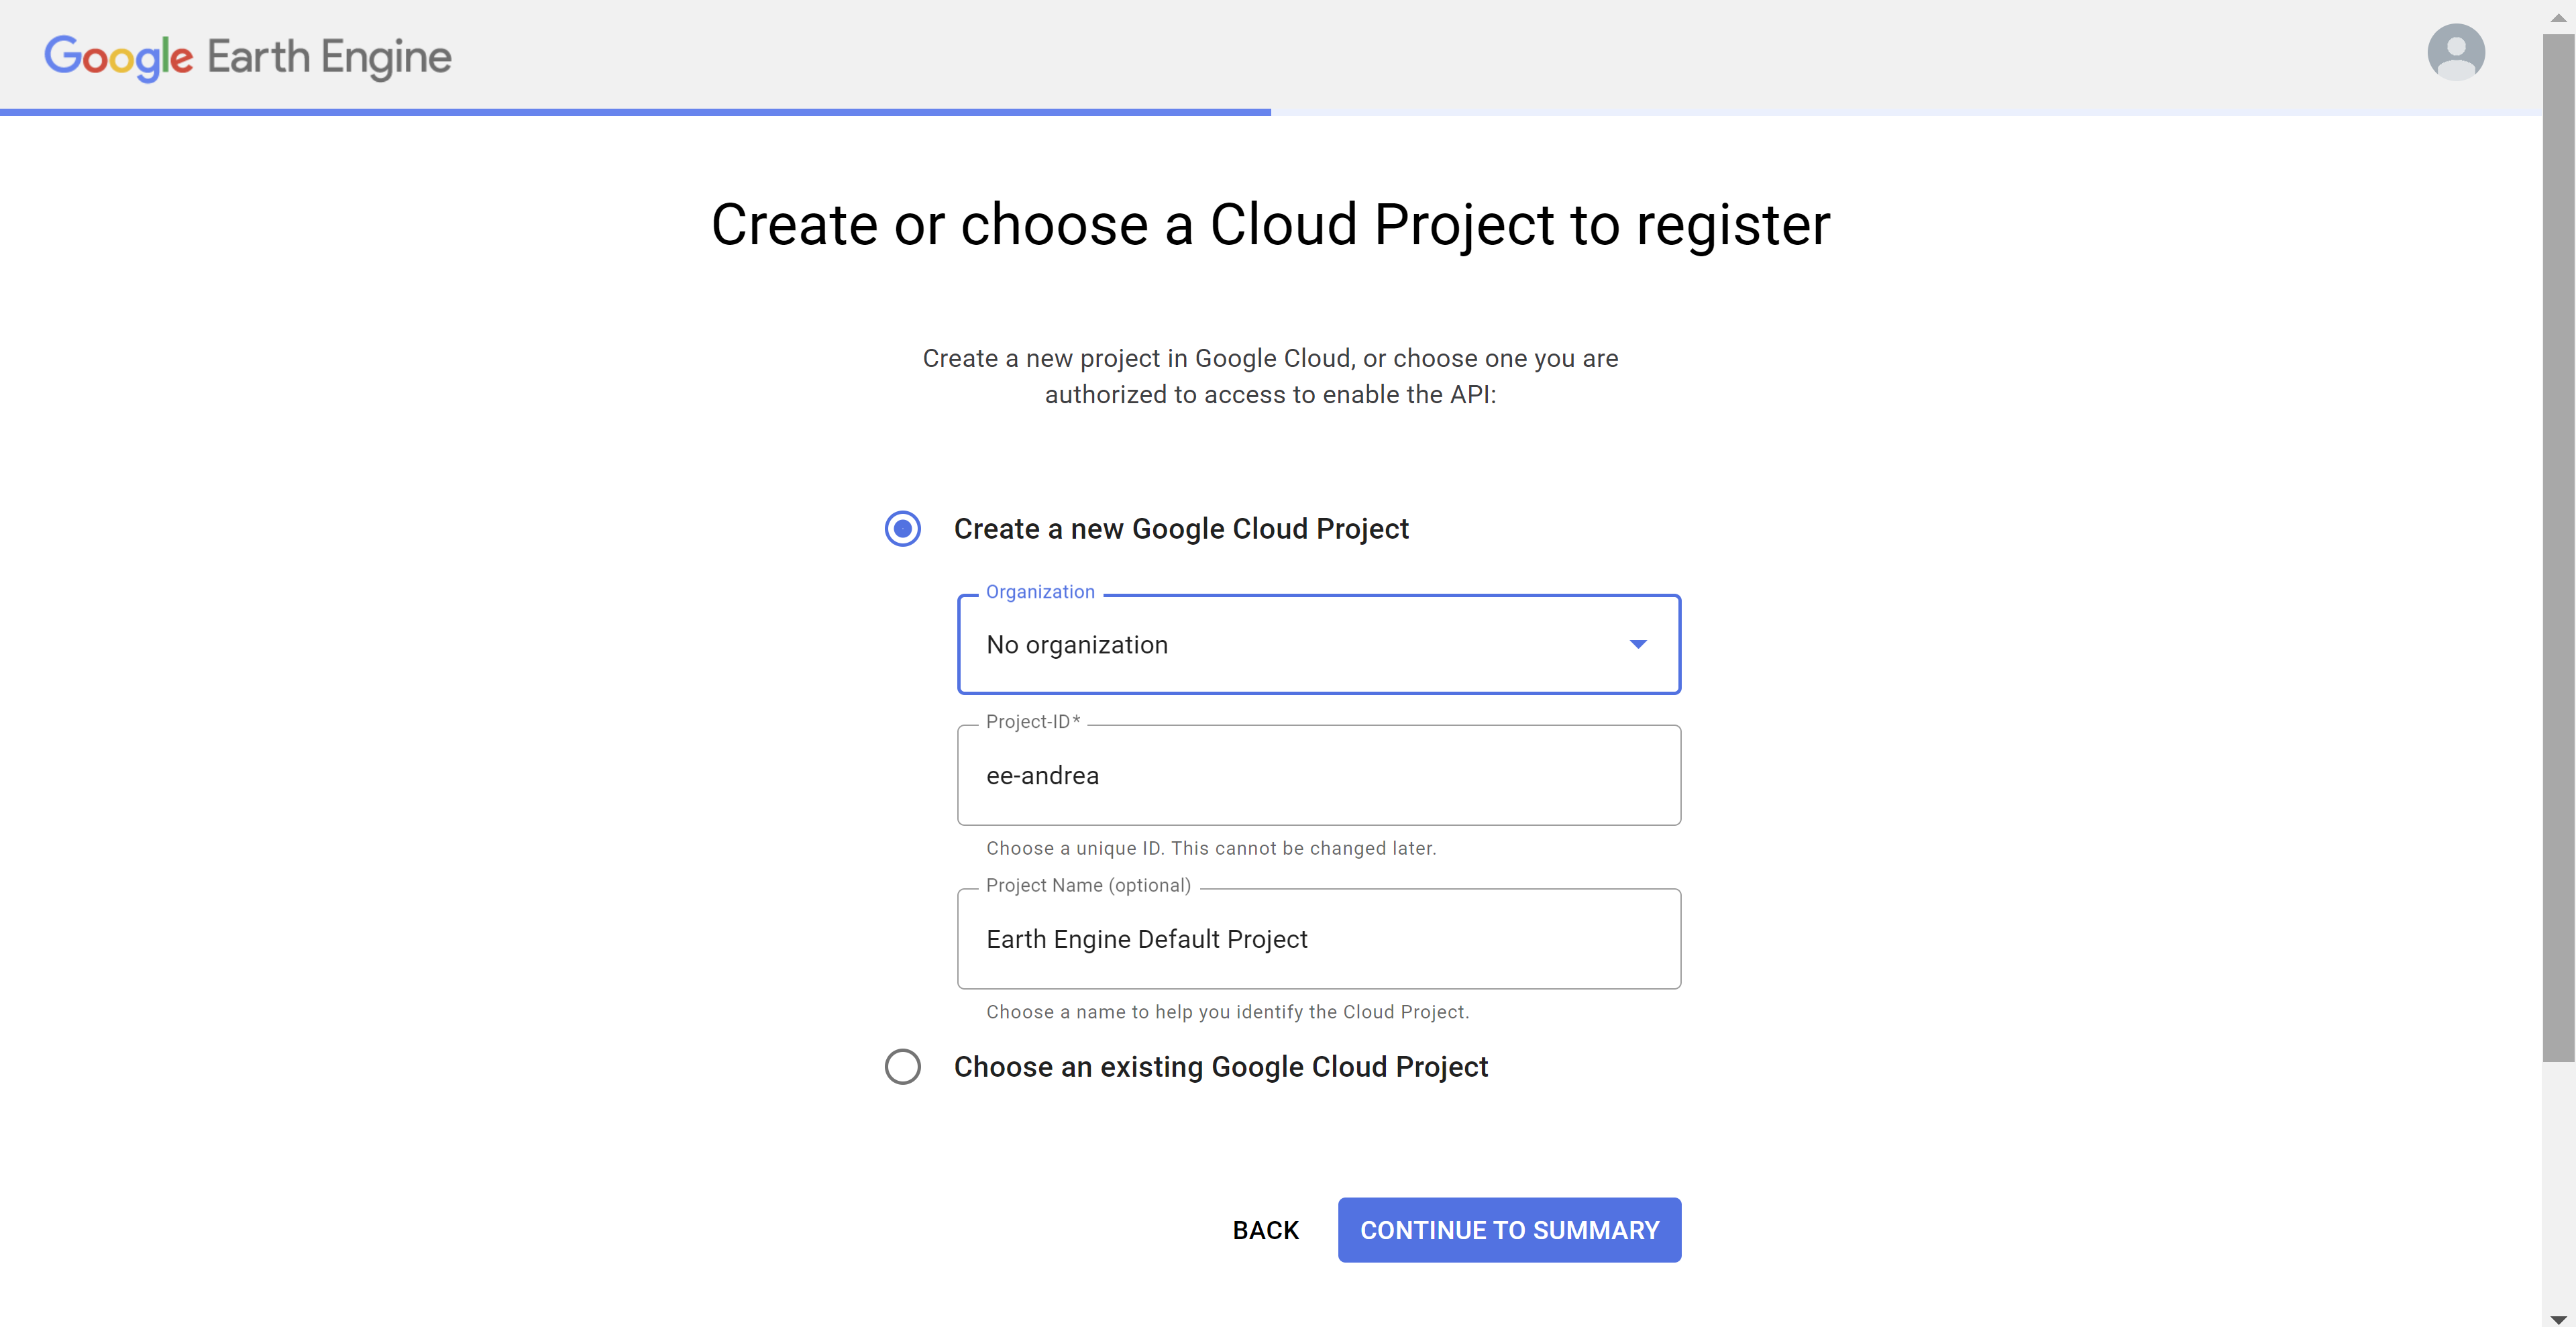 Google Earth Engine
Create or choose a Cloud Project to register
Create a new project in Google Cloud, or choose one you are
authorized to access to enable the API:
Create a new Google Cloud Project
Organization
No organization
Project-ID*
ee-andrea
Choose a unique ID. This cannot be changed later.
Project Name (optional)
Earth Engine Default Project
Choose a name to help you identify the Cloud Project.
Choose an existing Google Cloud Project
BACK CONTINUE TO SUMMARY